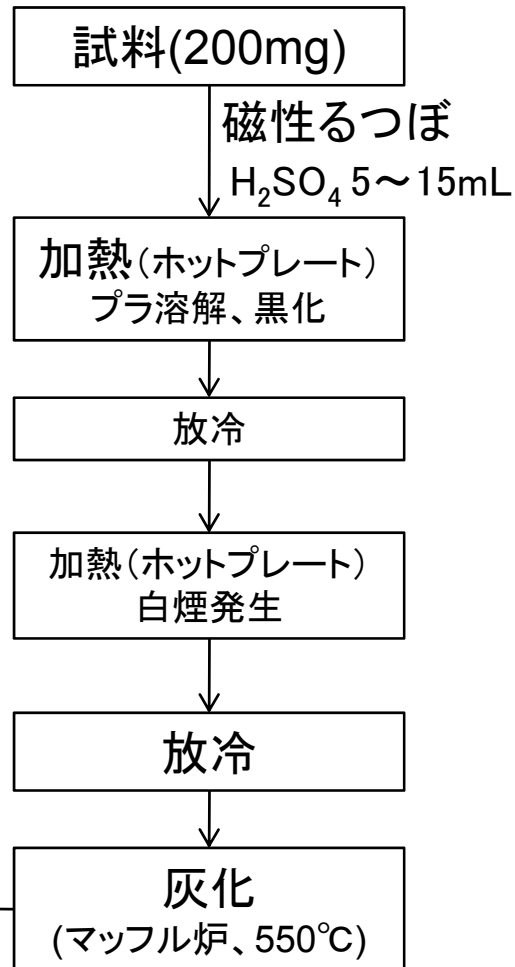 試料(200mg)
磁性るつぼ
H₂SO₄ 5～15mL
加熱(ホットプレート)
プラ溶解、黒化
放冷
加熱(ホットプレート)
白煙発生
放冷
灰化
(マッフル炉、550℃)